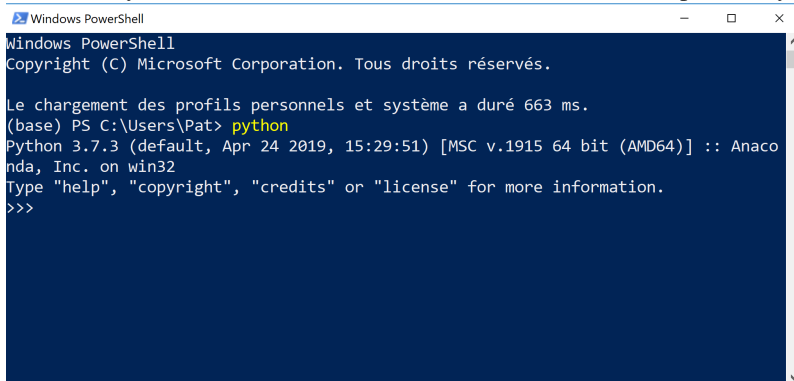 Windows PowerShell
Windows PowerShell
Copyright (C) Microsoft Corporation. Tous droits réservés.
Le chargement des profils personnels et système a duré 663 ms.
(base) PS C:\Users\Pat> python
Python 3.7.3 (default, Apr 24 2019, 15:29:51) [MSC v.1915 64 bit (AMD64)] :: Anaco
nda, Inc. on win32
Type "help", "copyright", "credits" or "license" for more information.
>>>